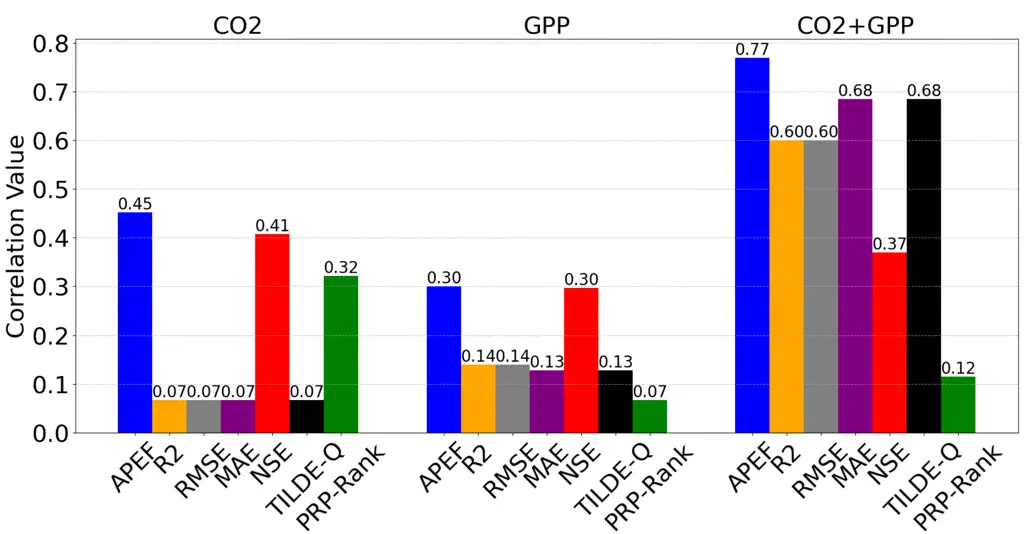 CO2 GPP CO2+GPP
Correlation Value
0.8
0.7
0.6
0.5
0.4
0.3
0.2
0.1
0.0
0.45 0.07 0.07 0.07 0.41 0.07 0.32
0.30 0.14 0.14 0.13 0.30 0.13 0.07
0.77 0.60 0.60 0.68 0.37 0.68 0.12
APEE R2 RMSE MAE NSE TILDE-Q PRP-Rank
APEE R2 RMSE MAE NSE TILDE-Q PRP-Rank
APEE R2 RMSE MAE NSE TILDE-Q PRP-Rank